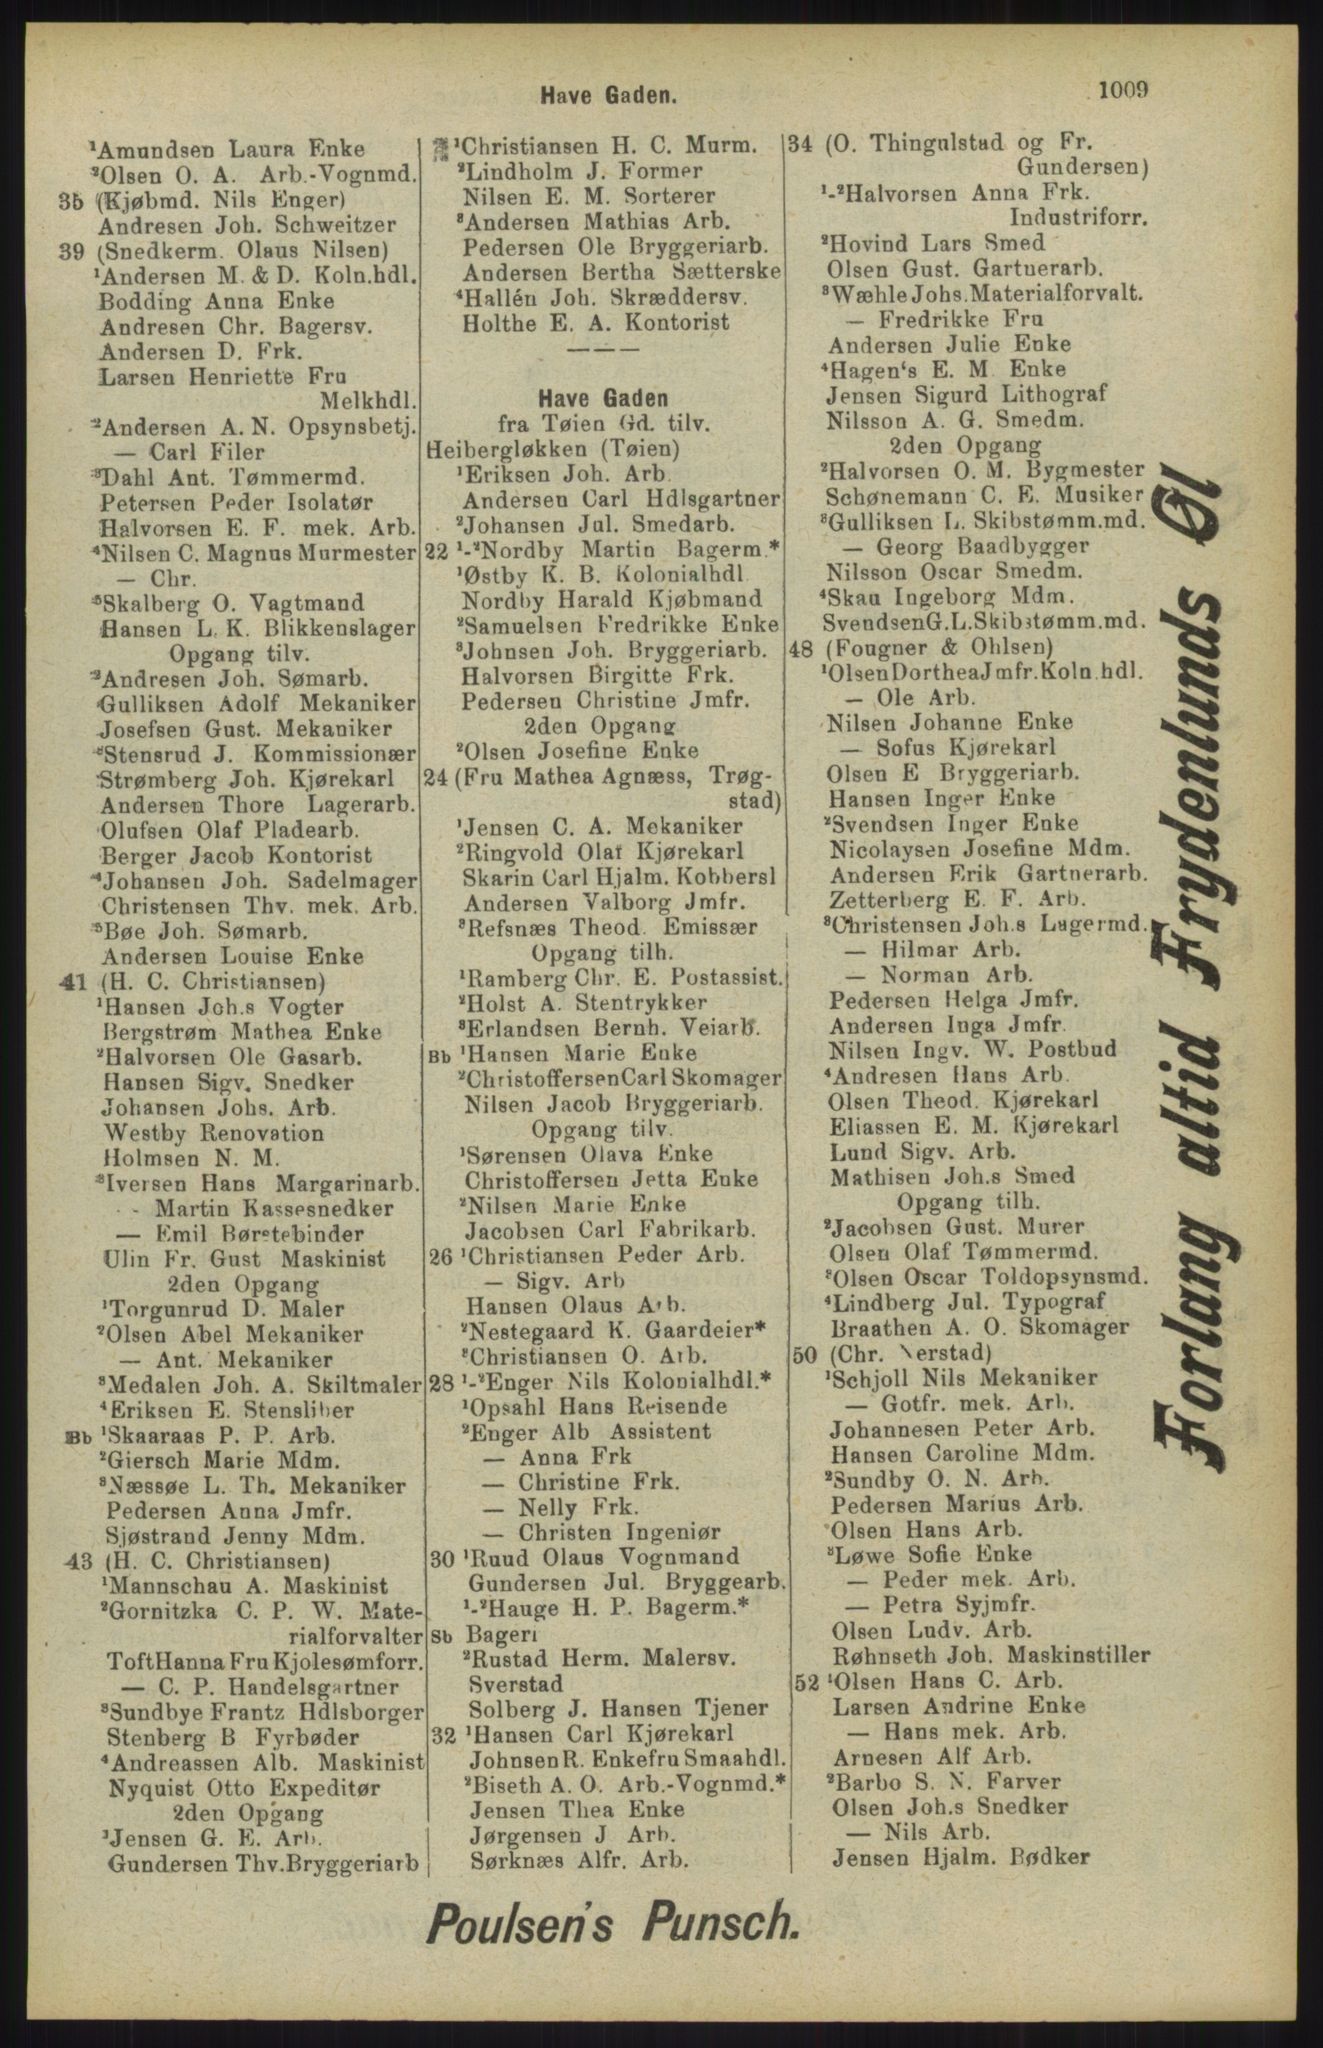 Have Gaden.
1009
¹Amundsen Laura Enke
²Olsen O. A. Arb.-Vognmd.
35 (Kjøbmd. Nils Enger)
Andresen Joh. Schweitzer
39 (Snedkerm. Olaus Nilsen)
¹Andersen M. & D. Koln.hdl.
Bodding Anna Enke
Andresen Chr. Bagersv.
Andersen D. Frk.
Larsen Henriette Fru
Melkhdl.
²Andersen A. N. Opsynsbetj.
— Carl Filer
³Dahl Ant. Tømmermd.
Petersen Peder Isolatør
Halvorsen E. F. mek. Arb.
⁴Nilsen C. Magnus Murmester
— Chr.
⁵Skalberg O. Vagtmand
Hansen L. K. Blikkenslager
Opgang tilv.
²Andresen Joh. Sømarb.
Gulliksen Adolf Mekaniker
Josefsen Gust. Mekaniker
³Stensrud J. Kommissionær
Strømberg Joh. Kjørekarl
Andersen Thore Lagerarb.
Olufsen Olaf Pladearb.
Berger Jacob Kontorist
⁴Johansen Joh. Sadelmager
Christensen Thv. mek. Arb.
⁵Bøe Joh. Sømarb.
Andersen Louise Enke
41 (H. C. Christiansen)
¹Hansen Joh.s Vogter
Bergstrøm Mathea Enke
²Halvorsen Ole Gasarb.
Hansen Sigv. Snedker
Johansen Johs. Arb.
Westby Renovation
Holmsen N. M.
³Iversen Hans Margarinarb.
— Martin Kassesnedker
— Emil Børstebinder
Ulin Fr. Gust Maskinist
2den Opgang
¹Torgunrud D. Maler
²Olsen Abel Mekaniker
— Ant. Mekaniker
³Medalen Joh. A. Skiltmaler
⁴Eriksen E. Stensliber
Bb ¹Skaaraas P. P. Arb.
²Giersch Marie Mdm.
³Næssøe L. Th. Mekaniker
Pedersen Anna Jmfr.
Sjøstrand Jenny Mdm.
43 (H. C. Christiansen)
¹Mannschau A. Maskinist
²Gornitzka C. P. W. Mate-
rialforvalter
Toft Hanna Fru Kjolesømforr.
— C. P. Handelsgartner
³Sundbye Frantz Hdlsborger
Stenberg B Fyrbøder
⁴Andreassen Alb. Maskinist
Nyquist Otto Expeditør
2den Opgang
¹Jensen G. E. Arb.
Gundersen Thv. Bryggeriarb
¹Christiansen H. C. Murm.
²Lindholm J. Former
Nilsen E. M. Sorterer
³Andersen Mathias Arb.
Pedersen Ole Bryggeriarb.
Andersen Bertha Sætterske
⁴Hallén Joh. Skræddersv.
Holthe E. A. Kontorist
— — —
Have Gaden
fra Tøien Gd. tilv.
Heibergløkken (Tøien)
¹Eriksen Joh. Arb
Andersen Carl Hdlsgartner
²Johansen Jul. Smedarb.
22 ¹-²Nordby Martin Bagerm.*
¹Østby K. B. Kolonialhdl
Nordby Harald Kjøbmand
²Samuelsen Fredrikke Enke
³Johnsen Joh. Bryggeriarb.
Halvorsen Birgitte Frk.
Pedersen Christine Jmfr.
2den Opgang
²Olsen Josefine Enke
24 (Fru Mathea Agnæss, Trøg-
stad)
¹Jensen C. A. Mekaniker
²Ringvold Olaf Kjørekarl
Skarin Carl Hjalm. Kobbersl
Andersen Valborg Jmfr.
³Refsnæs Theod. Emissær
Opgang tilh.
¹Ramberg Chr. E. Postassist.
²Holst A. Stentrykker
³Erlandsen Bernh. Veiarb.
Bb ¹Hansen Marie Enke
²Christoffersen Carl Skomager
Nilsen Jacob Bryggeriarb.
Opgang tilv.
¹Sørensen Olava Enke
Christoffersen Jetta Enke
²Nilsen Marie Enke
Jacobsen Carl Fabrikarb.
26 ¹Christiansen Peder Arb.
— Sigv. Arb
Hansen Olaus Arb.
²Nestegaard K. Gaardeier*
³Christiansen O. Arb.
28 ¹-²Enger Nils Kolonialhdl.*
¹Opsahl Hans Reisende
²Enger Alb Assistent
— Anna Frk
— Christine Frk.
— Nelly Frk.
— Christen Ingeniør
30 ¹Ruud Olaus Vognmand
Gundersen Jul. Bryggearb.
¹-²Hauge H. P. Bagerm.*
Sb Bageri
²Rustad Herm. Malersv.
Sverstad
Solberg J. Hansen Tjener
32 ¹Hansen Carl Kjørekarl
Johnsen R. Enkefru Smaahdl.
²Biseth A. O. Arb.-Vognmd.*
Jensen Thea Enke
Jørgensen J Arb.
Sørknæs Alfr. Arb.
34 (O. Thingulstad og Fr.
Gundersen)
¹-²Halvorsen Anna Frk.
Industriforr.
²Hovind Lars Smed
Olsen Gust. Gartnerarb.
³Wæhle Johs. Materialforvalt.
— Fredrikke Fru
Andersen Julie Enke
⁴Hagen's E. M Enke
Jensen Sigurd Lithograf
Nilsson A. G. Smedm.
2den Opgang
²Halvorsen O. M. Bygmester
Schønemann C. E. Musiker
³Gulliksen L. Skibstømm.md.
— Georg Baadbygger
Nilsson Oscar Smedm.
⁴Skau Ingeborg Mdm.
Svendsen G. L. Skibstømm.md.
48 (Fougner & Ohlsen)
¹Olsen Dorthea Jmfr. Koln.hdl.
— Ole Arb.
Nilsen Johanne Enke
— Sofus Kjørekarl
Olsen E Bryggeriarb.
Hansen Inger Enke
²Svendsen Inger Enke
Nicolaysen Josefine Mdm.
Andersen Erik Gartnerarb.
Zetterberg E. F. Arb.
³Christensen Joh.s Lagermd.
— Hilmar Arb.
— Norman Arb.
Pedersen Helga Jmfr.
Andersen Inga Jmfr
Nilsen Ingv. W. Postbud
⁴Andresen Hans Arb.
Olsen Theod. Kjørekarl
Eliassen E. M. Kjørekarl
Lund Sigv. Arb.
Mathisen Joh.s Smed
Opgang tilh.
²Jacobsen Gust. Murer
Olsen Olaf Tømmermd.
³Olsen Oscar Toldopsynsmd.
⁴Lindberg Jul. Typograf
Braathen A. O. Skomager
50 (Chr. erstad)
¹Schjoll Nils Mekaniker
— Gotfr. mek. Arb.
Johannesen Peter Arb.
Hansen Caroline Mdm.
²Sundby O. N. Arb.
Pedersen Marius Arb.
Olsen Hans Arb.
³Løwe Sofie Enke
— Peder mek. Arb.
— Petra Syjmfr.
Olsen Ludv. Arb.
Røhnseth Joh. Maskinstiller
52 ¹Olsen Hans C. Arb.
Larsen Andrine Enke
— Hans mek. Arb.
Arnesen Alf Arb.
²Barbo S. N. Farver
Olsen Joh.s Snedker
— Nils Arb.
Jensen Hjalm. Bødker
Forlang altid Frydenlunds Øl
Poulsen's Punsch.